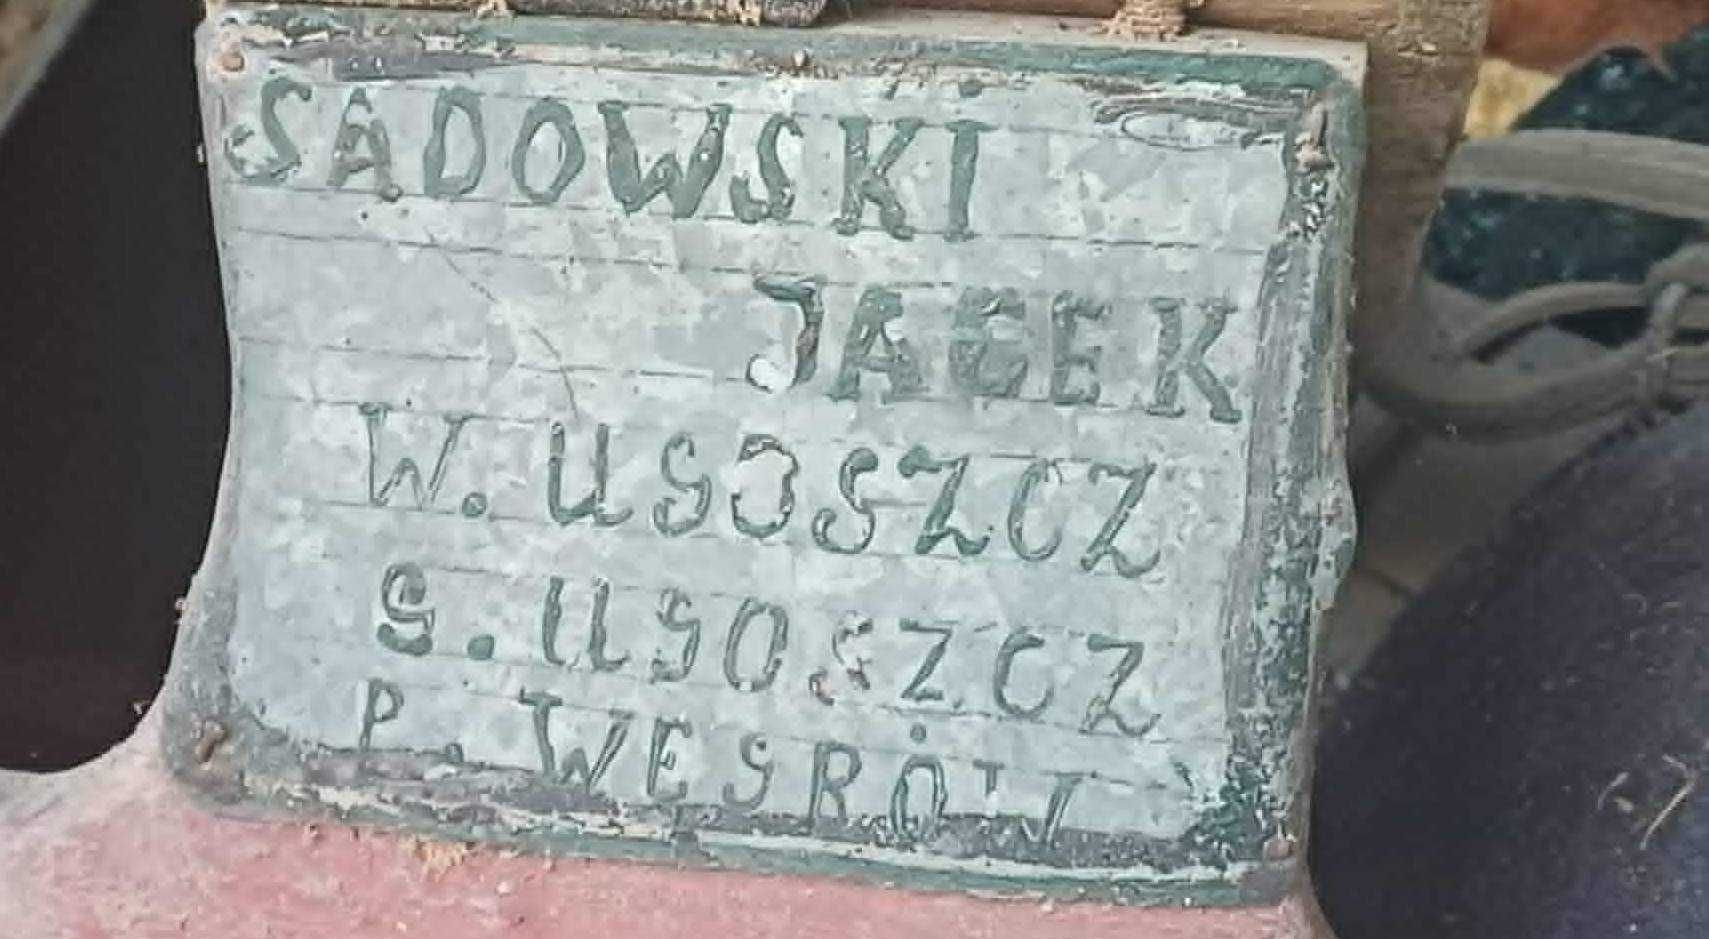 SADOWSKI
JACEK
W. UGOSZCZ
G. UGOSZCZ
P. WEGRÓW